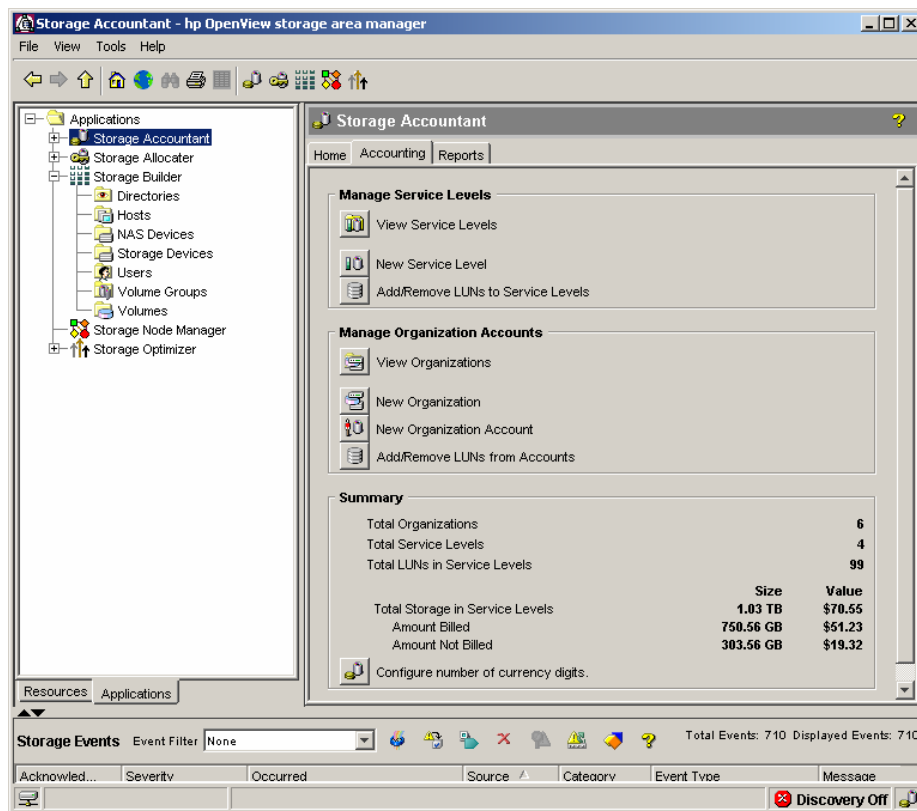 Storage Accountant - hp OpenView storage area manager
File View Tools Help
Applications
Storage Accountant
Storage Allocater
Storage Builder
Directories
Hosts
NAS Devices
Storage Devices
Users
Volume Groups
Volumes
Storage Node Manager
Storage Optimizer
Resources Applications
Storage Accountant ?
Home Accounting Reports
Manage Service Levels
View Service Levels
New Service Level
Add/Remove LUNs to Service Levels
Manage Organization Accounts
View Organizations
New Organization
New Organization Account
Add/Remove LUNs from Accounts
Summary
Total Organizations 6
Total Service Levels 4
Total LUNs in Service Levels 99
Size Value
Total Storage in Service Levels 1.03 TB $70.55
Amount Billed 750.56 GB $51.23
Amount Not Billed 303.56 GB $19.32
Configure number of currency digits.
Storage Events Event Filter None ? Total Events: 710 Displayed Events: 710
Acknowled... Severity Occurred Source Category Event Type Message
Discovery Off